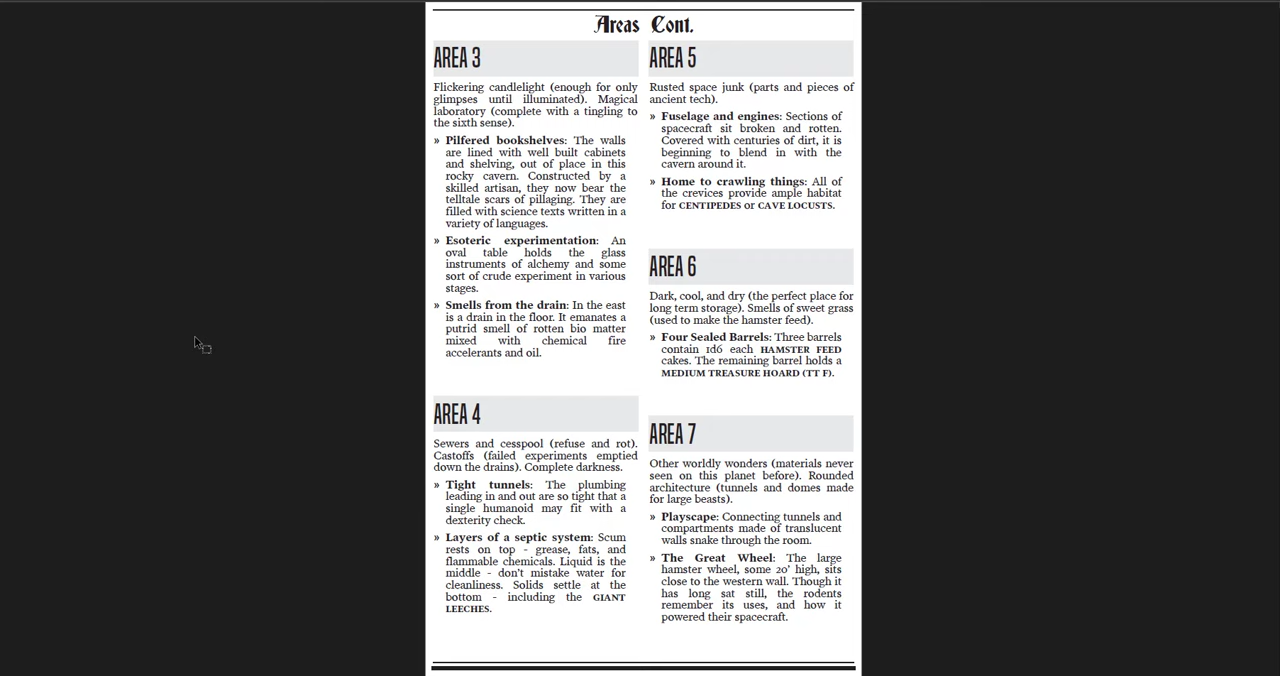 Areas Cont.
AREA 3
Flickering candlelight (enough for only
glimpses until illuminated). Magical
laboratory (complete with a tingling to
the sixth sense).
» Pilfered bookshelves: The walls
are lined with well built cabinets
and shelving, out of place in this
rocky cavern. Constructed by a
skilled artisan, they now bear the
telltale scars of pillaging. They are
filled with science texts written in a
variety of languages.
» Esoteric experimentation: An
oval table holds the glass
instruments of alchemy and some
sort of crude experiment in various
stages.
» Smells from the drain: In the east
is a drain in the floor. It emanates a
putrid smell of rotten bio matter
mixed with chemical fire
accelerants and oil.
AREA 4
Sewers and cesspool (refuse and rot).
Castoffs (failed experiments emptied
down the drains). Complete darkness.
» Tight tunnels: The plumbing
leading in and out are so tight that a
single humanoid may fit with a
dexterity check.
» Layers of a septic system: Scum
rests on top - grease, fats, and
flammable chemicals. Liquid is the
middle - don't mistake water for
cleanliness. Solids settle at the
bottom - including the GIANT
LEECHES.
AREA 5
Rusted space junk (parts and pieces of
ancient tech).
» Fuselage and engines: Sections of
spacecraft sit broken and rotten.
Covered with centuries of dirt, it is
beginning to blend in with the
cavern around it.
» Home to crawling things: All of
the crevices provide ample habitat
for CENTIPEDES or CAVE LOCUSTS.
AREA 6
Dark, cool, and dry (the perfect place for
long term storage). Smells of sweet grass
(used to make the hamster feed).
» Four Sealed Barrels: Three barrels
contain 1d6 each HAMSTER FEED
cakes. The remaining barrel holds a
MEDIUM TREASURE HOARD (TT F).
AREA 7
Other worldly wonders (materials never
seen on this planet before). Rounded
architecture (tunnels and domes made
for large beasts).
» Playscape: Connecting tunnels and
compartments made of translucent
walls snake through the room.
» The Great Wheel: The large
hamster wheel, some 20' high, sits
close to the western wall. Though it
has long sat still, the rodents
remember its uses, and how it
powered their spacecraft.